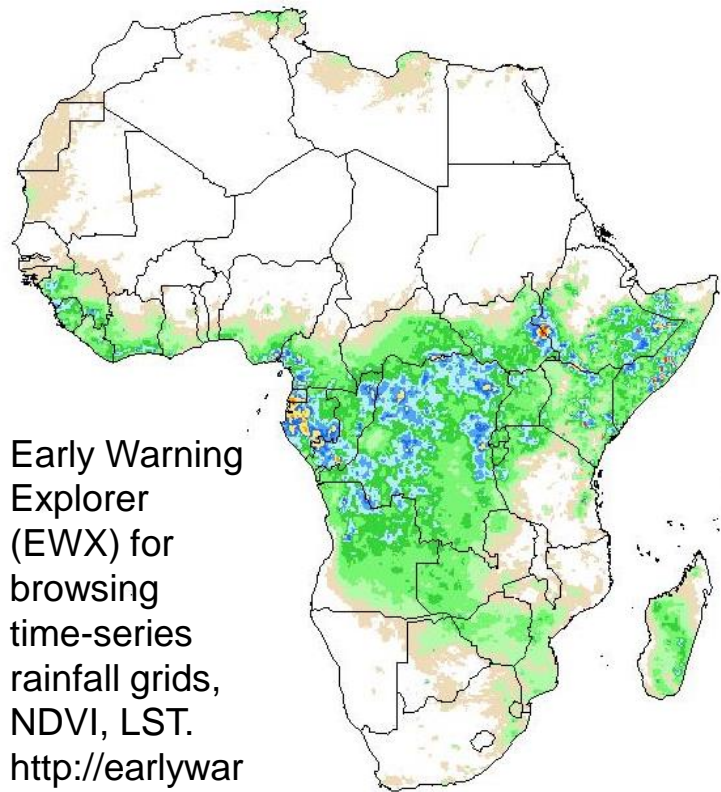 Early Warning
Explorer
(EWX) for
browsing
time-series
rainfall grids,
NDVI, LST.
http://earlywar